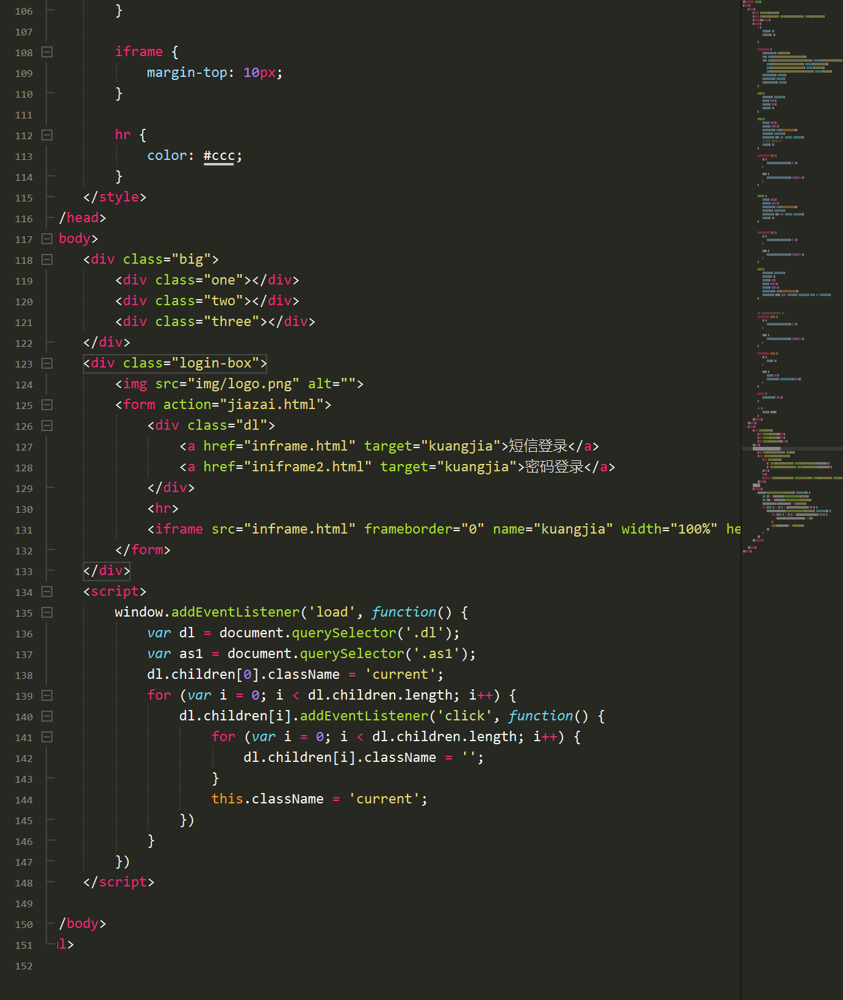 106 }
107
108 iframe {
109 margin-top: 10px;
110 }
111
112 hr {
113 color: #ccc;
114 }
115 </style>
116 /head>
117 body>
118 <div class="big">
119 <div class="one"></div>
120 <div class="two"></div>
121 <div class="three"></div>
122 </div>
123 <div class="login-box">
124 <img src="img/logo.png" alt="">
125 <form action="jiazai.html">
126 <div class="dl">
127 <a href="inframe.html" target="kuangjia">短信登录</a>
128 <a href="iniframe2.html" target="kuangjia">密码登录</a>
129 </div>
130 <hr>
131 <iframe src="inframe.html" frameborder="0" name="kuangjia" width="100%" he
132 </form>
133 </div>
134 <script>
135 window.addEventListener('load', function() {
136 var dl = document.querySelector('.dl');
137 var as1 = document.querySelector('.as1');
138 dl.children[0].className = 'current';
139 for (var i = 0; i < dl.children.length; i++) {
140 dl.children[i].addEventListener('click', function() {
141 for (var i = 0; i < dl.children.length; i++) {
142 dl.children[i].className = '';
143 }
144 this.className = 'current';
145 })
146 }
147 })
148 </script>
149
150 /body>
151 l>
152